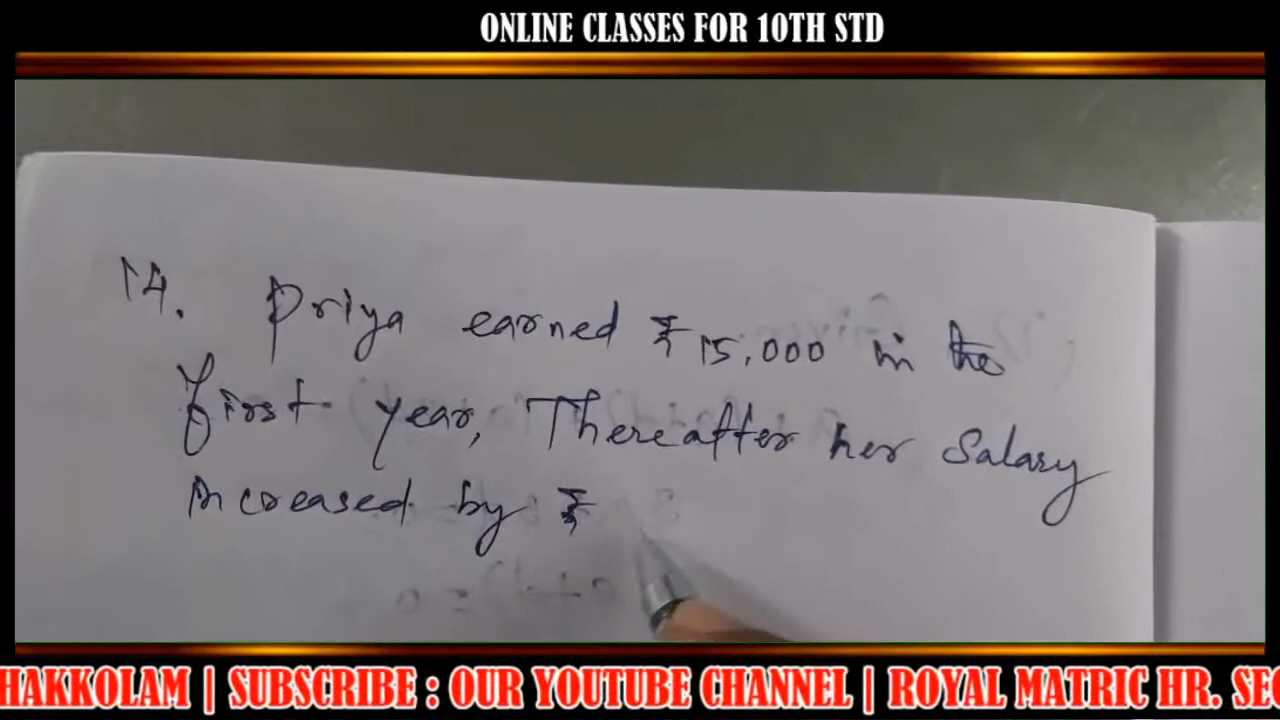 ONLINE CLASSES FOR 10TH STD
14. Priya earned ₹15,000 in the
first year, Thereafter her Salary
increased by ₹
HAKKOLAM | SUBSCRIBE : OUR YOUTUBE CHANNEL | ROYAL MATRIC HR. SEC